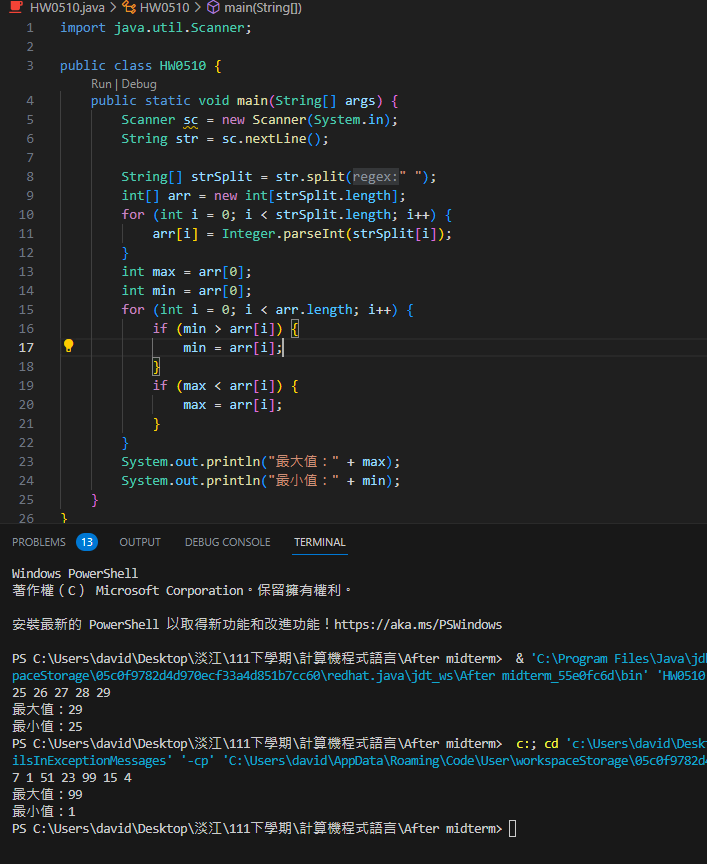 HW0510.java > HW0510 > main(String[])
1 import java.util.Scanner;
2
3 public class HW0510 {
Run | Debug
4 public static void main(String[] args) {
5 Scanner sc = new Scanner(System.in);
6 String str = sc.nextLine();
7
8 String[] strSplit = str.split(regex:" ");
9 int[] arr = new int[strSplit.length];
10 for (int i = 0; i < strSplit.length; i++) {
11 arr[i] = Integer.parseInt(strSplit[i]);
12 }
13 int max = arr[0];
14 int min = arr[0];
15 for (int i = 0; i < arr.length; i++) {
16 if (min > arr[i]) {
17 min = arr[i];
18 }
19 if (max < arr[i]) {
20 max = arr[i];
21 }
22 }
23 System.out.println("最大值：" + max);
24 System.out.println("最小值：" + min);
25 }
26 }
PROBLEMS 13 OUTPUT DEBUG CONSOLE TERMINAL
Windows PowerShell
著作權（C） Microsoft Corporation。保留擁有權利。
安裝最新的 PowerShell 以取得新功能和改進功能！https://aka.ms/PSWindows
PS C:\Users\david\Desktop\淡江\111下學期\計算機程式語言\After midterm> & 'C:\Program Files\Java\jd
paceStorage\05c0f9782d4d970ecf33a4d851b7cc60\redhat.java\jdt_ws\After midterm_55e0fc6d\bin' 'HW0510
25 26 27 28 29
最大值：29
最小值：25
PS C:\Users\david\Desktop\淡江\111下學期\計算機程式語言\After midterm> c:; cd 'c:\Users\david\Desk
ilsInExceptionMessages' '-cp' 'C:\Users\david\AppData\Roaming\Code\User\workspaceStorage\05c0f9782d4
7 1 51 23 99 15 4
最大值：99
最小值：1
PS C:\Users\david\Desktop\淡江\111下學期\計算機程式語言\After midterm>